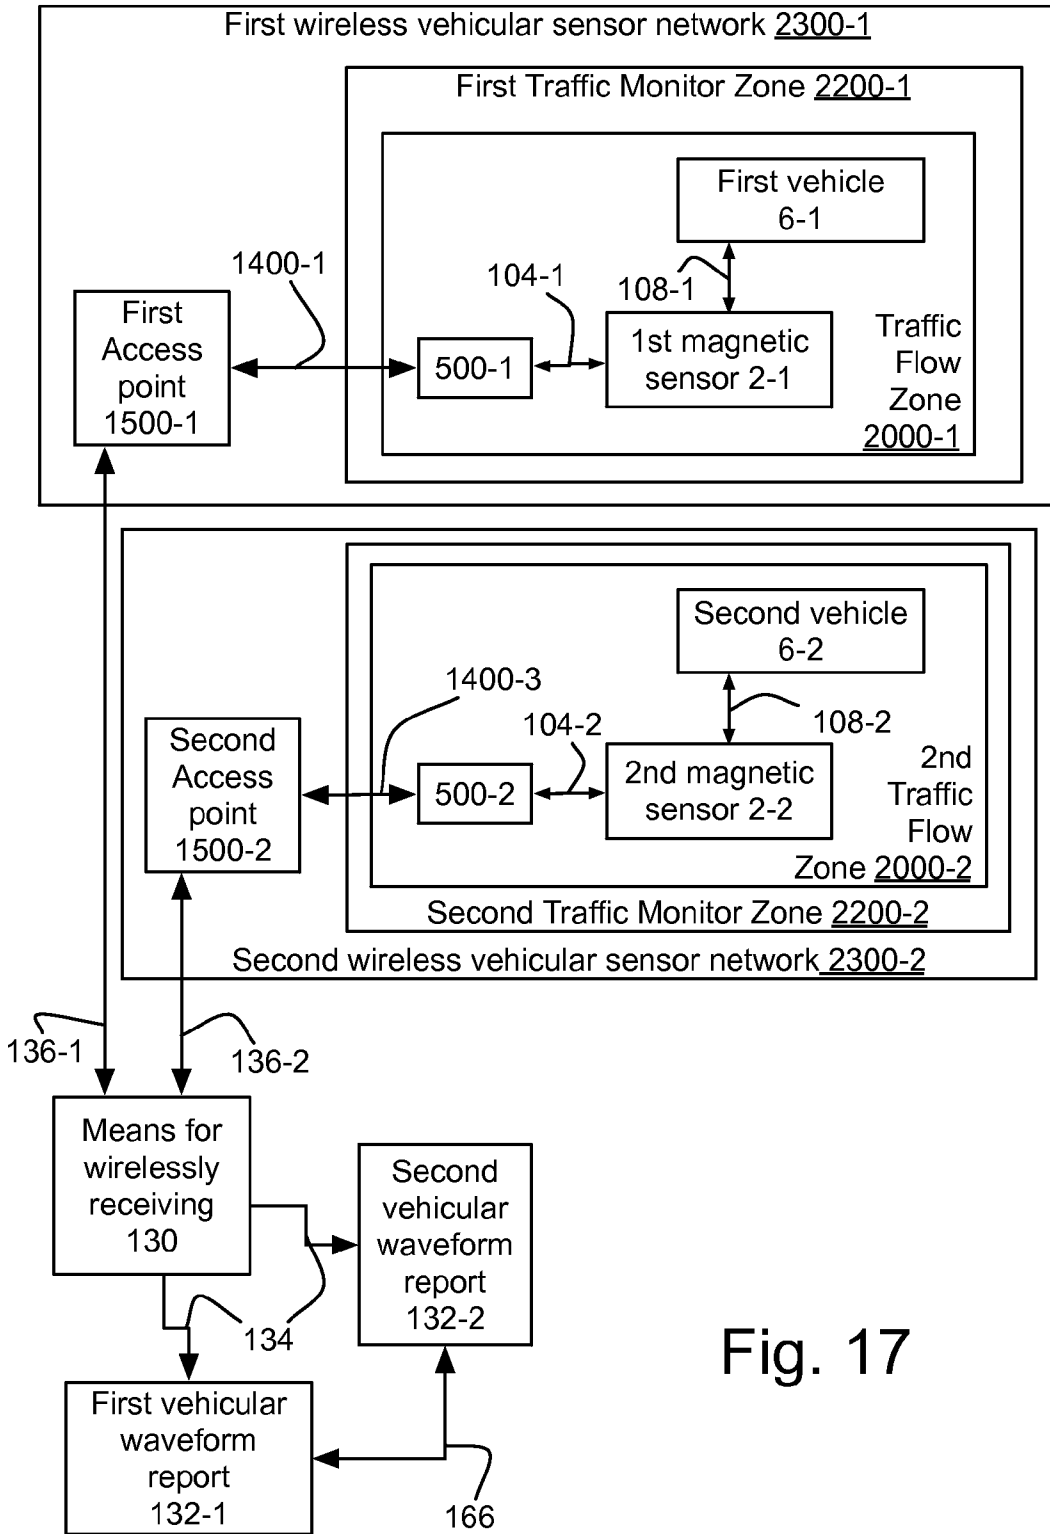 First wireless vehicular sensor network 2300-1
First Traffic Monitor Zone 2200-1
First vehicle
6-1
1400-1
104-1
108-1
First
Access
point
1500-1
500-1
1st magnetic
sensor 2-1
Traffic
Flow
Zone
2000-1
Second vehicle
6-2
1400-3
104-2
108-2
Second
Access
point
1500-2
500-2
2nd magnetic
sensor 2-2
2nd
Traffic
Flow
Zone 2000-2
Second Traffic Monitor Zone 2200-2
Second wireless vehicular sensor network 2300-2
136-1
136-2
Means for
wirelessly
receiving
130
Second
vehicular
waveform
report
132-2
134
First vehicular
waveform
report
132-1
166
Fig. 17